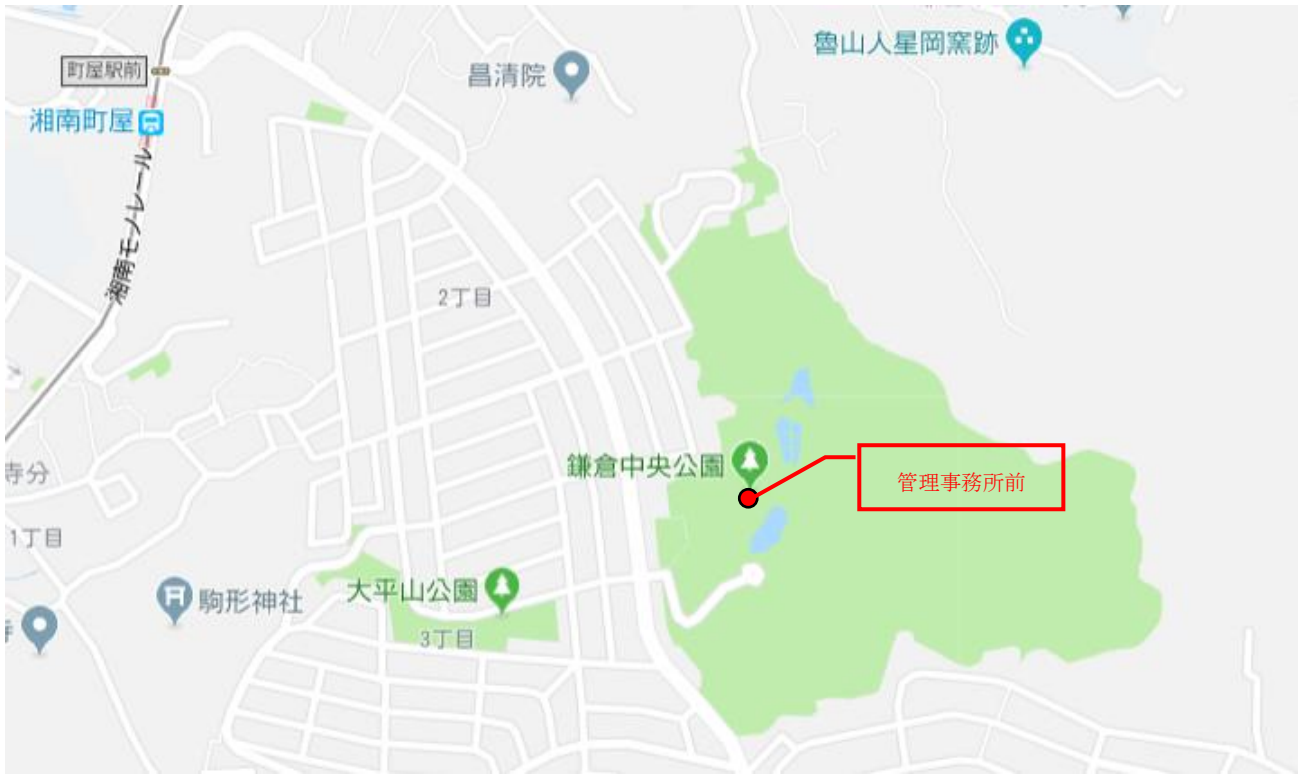 魯山人星岡窯跡
町屋駅前
昌清院
湘南町屋
湘南モノレール
2丁目
鎌倉中央公園
管理事務所前
寺分
1丁目
大平山公園
駒形神社
3丁目
寺